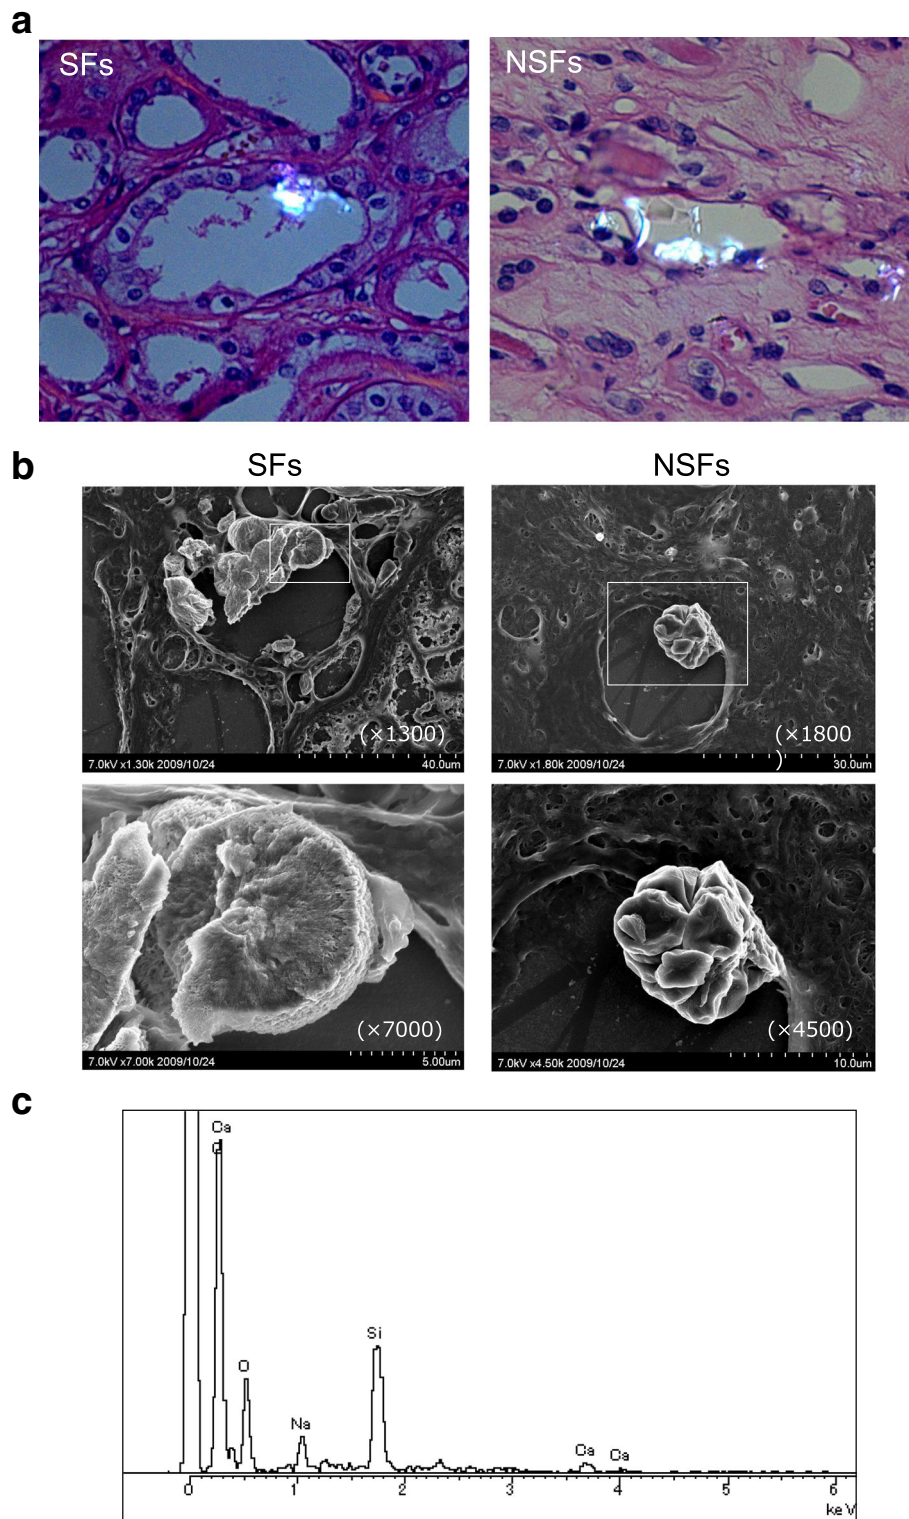 a
SFs
NSFs
b
SFs
NSFs
(×1300)
7.0kV x1.30k 2009/10/24
40.0um
(×1800
)
7.0kV x1.80k 2009/10/24
30.0um
(×7000)
7.0kV x7.00k 2009/10/24
5.00um
(×4500)
7.0kV x4.50k 2009/10/24
10.0um
c
Ca
C
O
Na
Si
Ca
Ca
0 1 2 3 4 5 6
keV